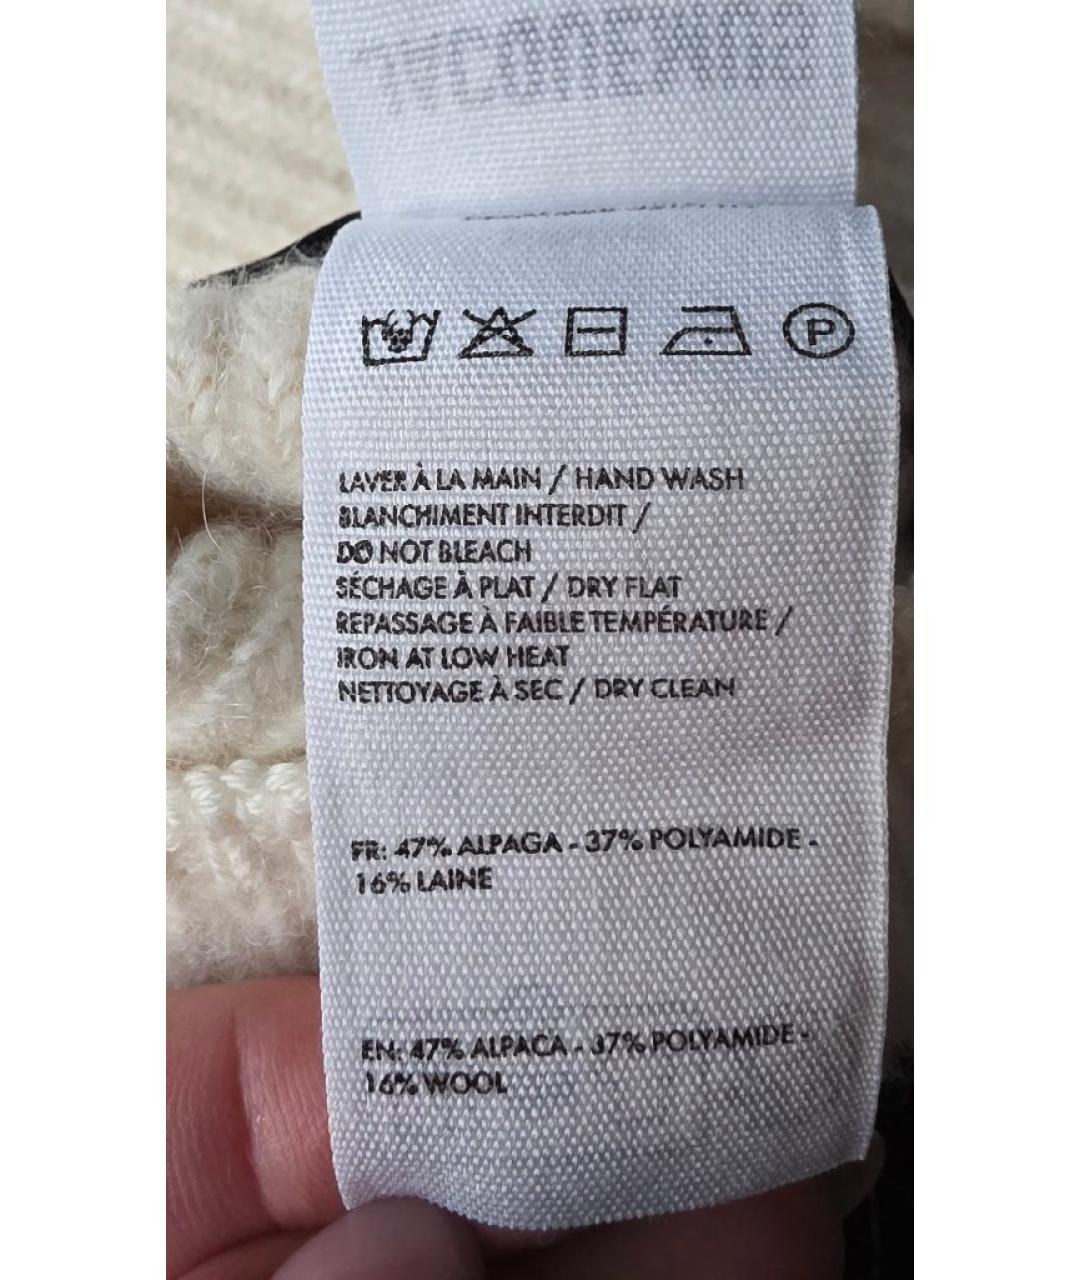 P
LAVER À LA MAIN / HAND WASH
BLANCHIMENT INTERDIT /
DO NOT BLEACH
SÉCHAGE À PLAT / DRY FLAT
REPASSAGE À FAIBLE TEMPÉRATURE /
IRON AT LOW HEAT
NETTOYAGE À SEC / DRY CLEAN
FR: 47% ALPAGA - 37% POLYAMIDE -
16% LAINE
EN: 47% ALPACA - 37% POLYAMIDE -
16% WOOL